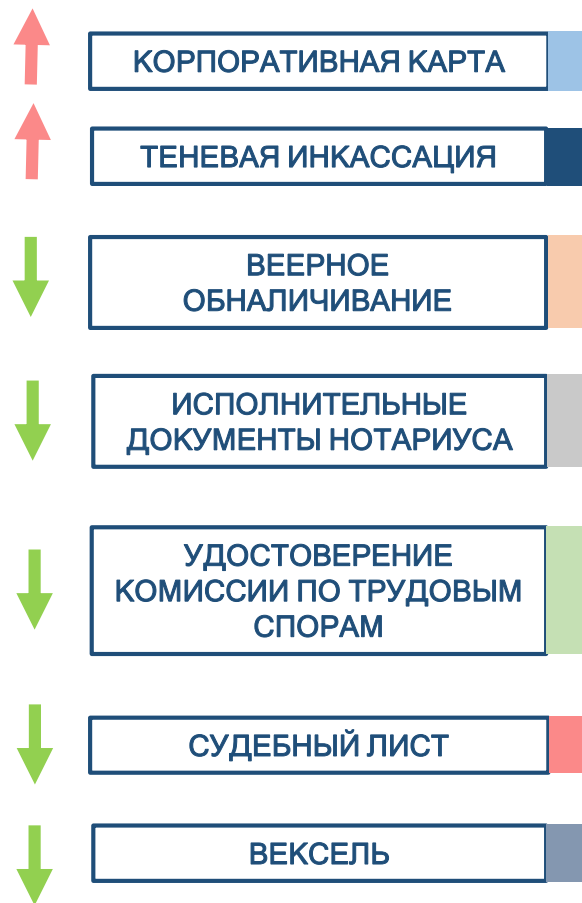 КОРПОРАТИВНАЯ КАРТА
ТЕНЕВАЯ ИНКАССАЦИЯ
ВЕЕРНОЕ
ОБНАЛИЧИВАНИЕ
ИСПОЛНИТЕЛЬНЫЕ
ДОКУМЕНТЫ НОТАРИУСА
УДОСТОВЕРЕНИЕ
КОМИССИИ ПО ТРУДОВЫМ
СПОРАМ
СУДЕБНЫЙ ЛИСТ
ВЕКСЕЛЬ